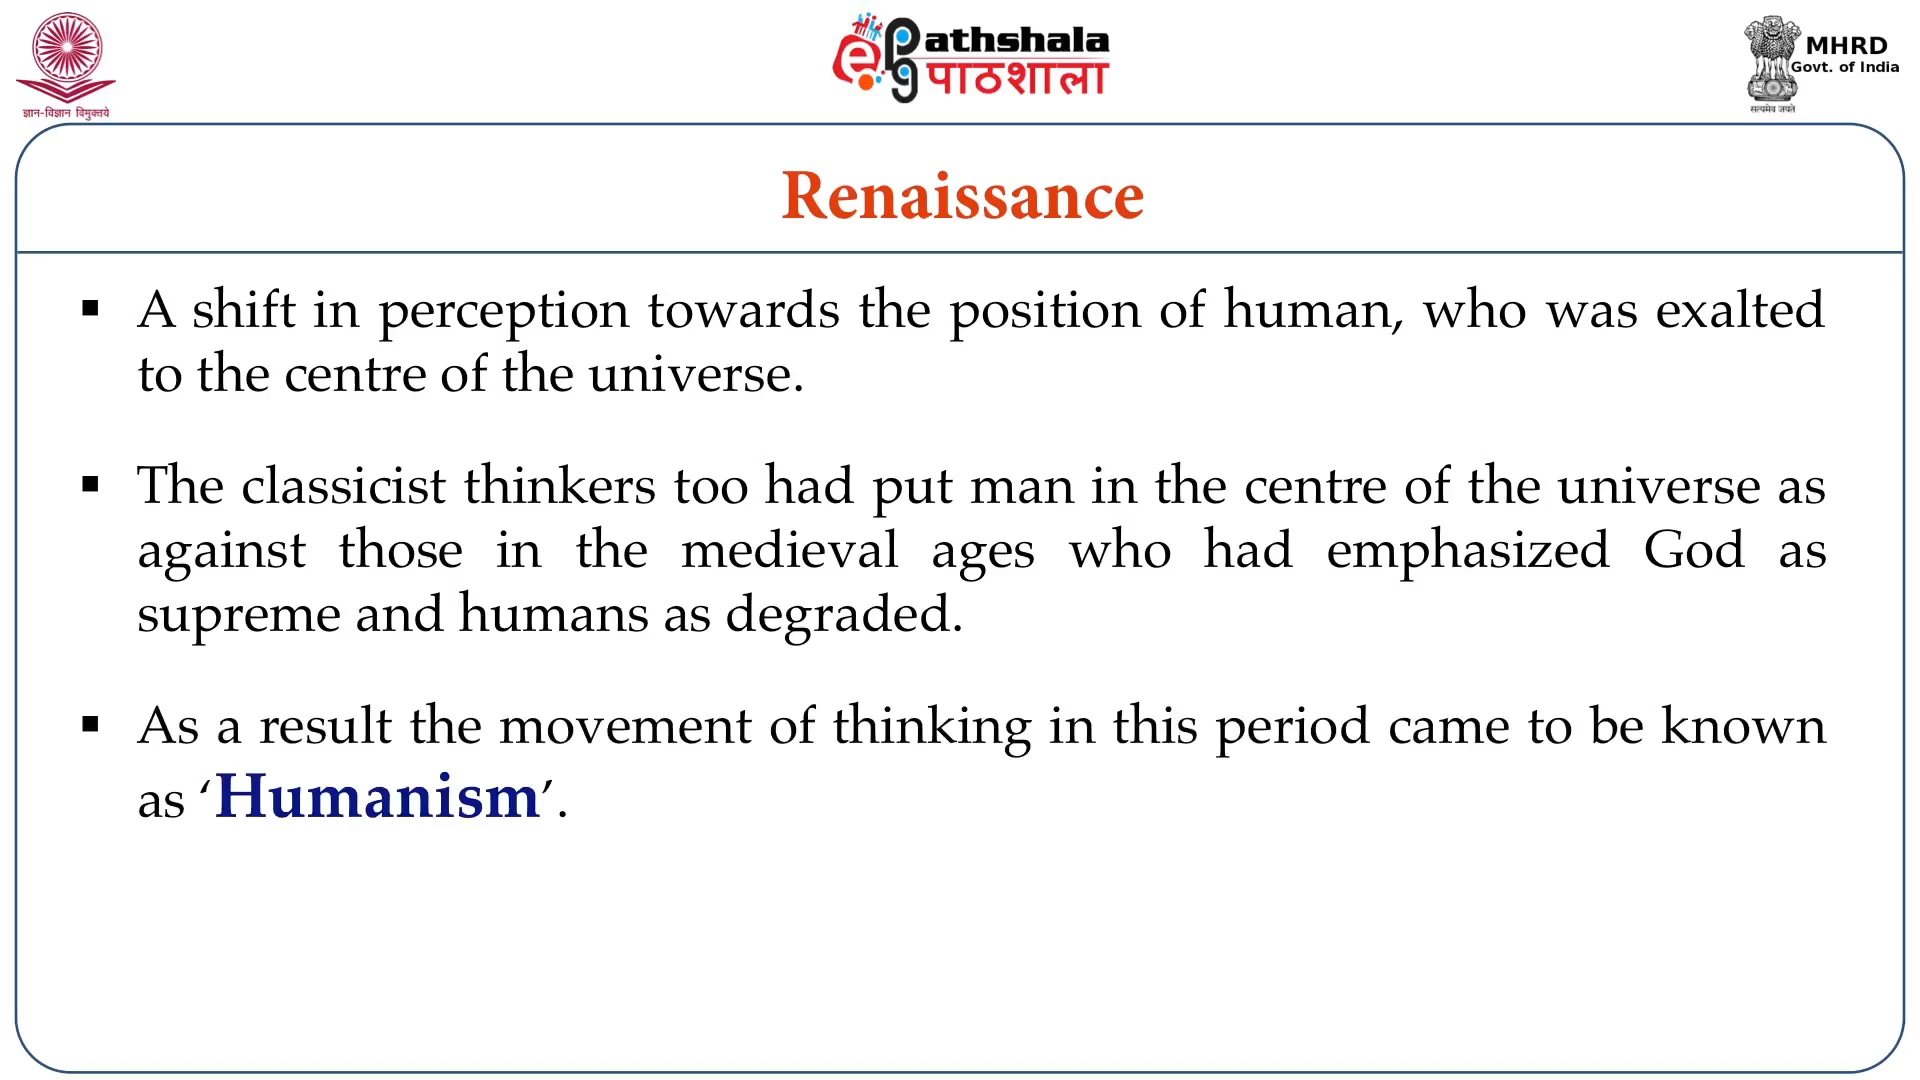 ज्ञान-विज्ञान विमुक्तये
e Pathshala
pg पाठशाला
MHRD
Govt. of India
सत्यमेव जयते
Renaissance
▪ A shift in perception towards the position of human, who was exalted
to the centre of the universe.
▪ The classicist thinkers too had put man in the centre of the universe as
against those in the medieval ages who had emphasized God as
supreme and humans as degraded.
▪ As a result the movement of thinking in this period came to be known
as ‘Humanism’.